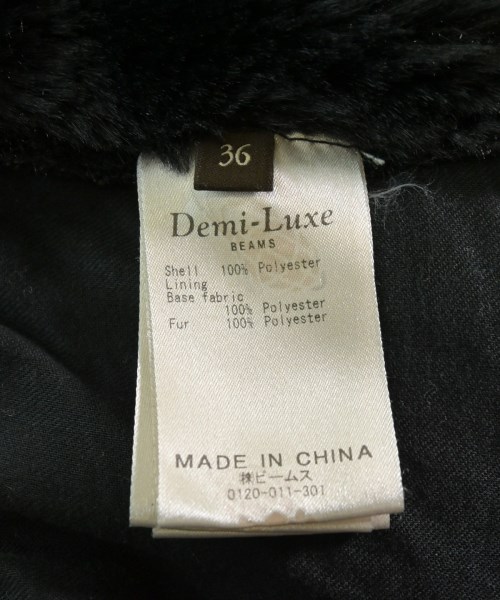 36
Demi-Luxe
BEAMS
Shell 100% Polyester
Lining
Base fabric
100% Polyester
Fur 100% Polyester
MADE IN CHINA
㈱ビームス
0120-011-301